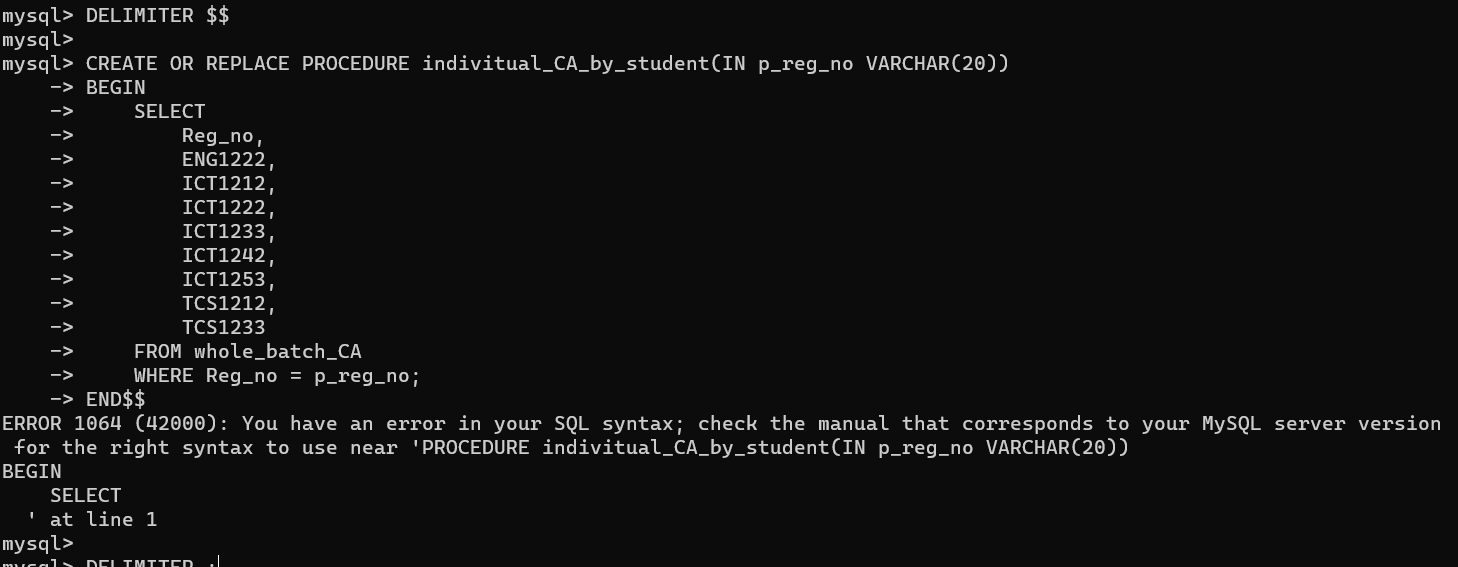 mysql> DELIMITER $$
mysql>
mysql> CREATE OR REPLACE PROCEDURE indivitual_CA_by_student(IN p_reg_no VARCHAR(20))
    -> BEGIN
    ->     SELECT
    ->         Reg_no,
    ->         ENG1222,
    ->         ICT1212,
    ->         ICT1222,
    ->         ICT1233,
    ->         ICT1242,
    ->         ICT1253,
    ->         TCS1212,
    ->         TCS1233
    ->     FROM whole_batch_CA
    ->     WHERE Reg_no = p_reg_no;
    -> END$$
ERROR 1064 (42000): You have an error in your SQL syntax; check the manual that corresponds to your MySQL server version
 for the right syntax to use near 'PROCEDURE indivitual_CA_by_student(IN p_reg_no VARCHAR(20))
BEGIN
    SELECT
  ' at line 1
mysql>
mysql> DELIMITER ;